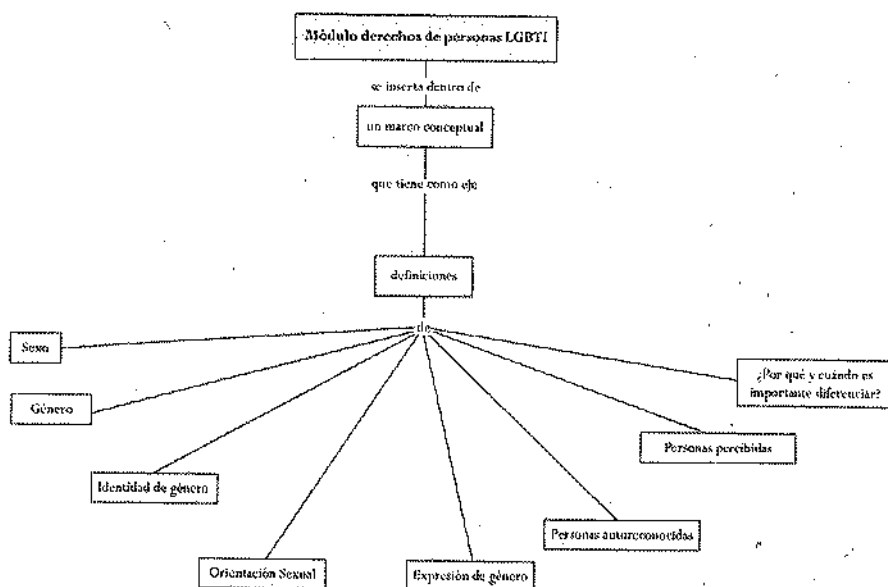 Módulo derechos de personas LGBTI
se inserta dentro de
un marco conceptual
que tiene como eje
definiciones
de
Sexo
Género
Identidad de género
Orientación Sexual
Expresión de género
Personas autoreconocidas
Personas percibidas
¿Por qué y cuándo es
importante diferenciar?